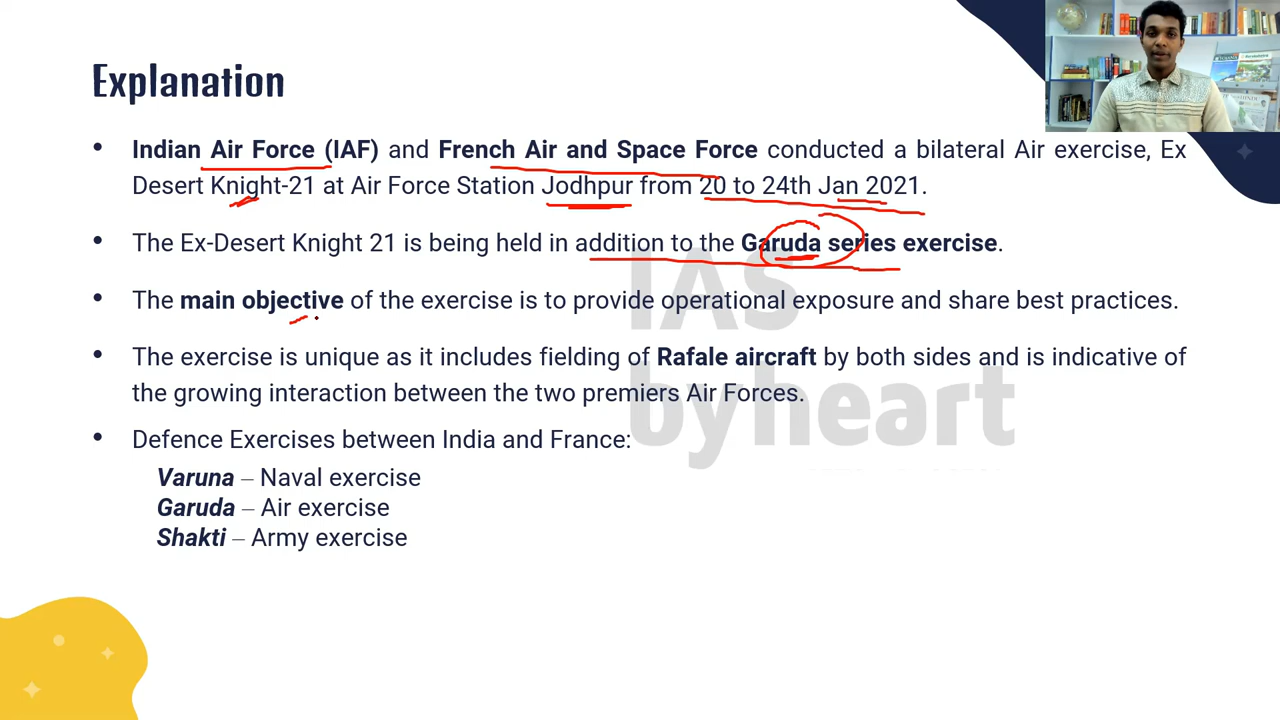 Explanation
• Indian Air Force (IAF) and French Air and Space Force conducted a bilateral Air exercise, Ex
Desert Knight-21 at Air Force Station Jodhpur from 20 to 24th Jan 2021.
• The Ex-Desert Knight 21 is being held in addition to the Garuda series exercise.
• The main objective of the exercise is to provide operational exposure and share best practices.
• The exercise is unique as it includes fielding of Rafale aircraft by both sides and is indicative of
the growing interaction between the two premiers Air Forces.
• Defence Exercises between India and France:
Varuna – Naval exercise
Garuda – Air exercise
Shakti – Army exercise
IAS
byheart